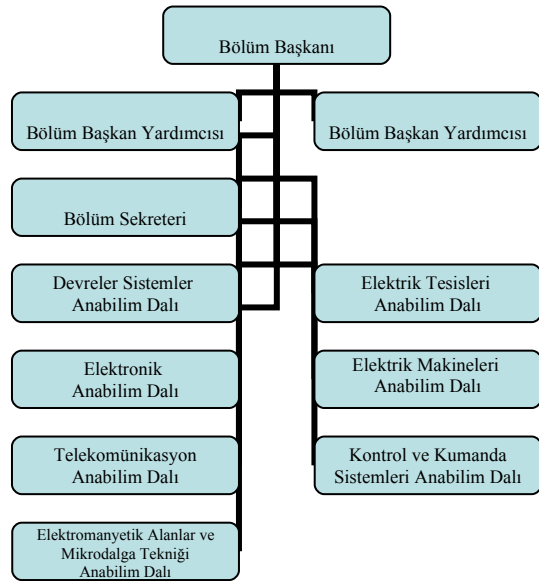 Bölüm Başkanı
Bölüm Başkan Yardımcısı
Bölüm Başkan Yardımcısı
Bölüm Sekreteri
Devreler Sistemler
Anabilim Dalı
Elektrik Tesisleri
Anabilim Dalı
Elektronik
Anabilim Dalı
Elektrik Makineleri
Anabilim Dalı
Telekomünikasyon
Anabilim Dalı
Kontrol ve Kumanda
Sistemleri Anabilim Dalı
Elektromanyetik Alanlar ve
Mikrodalga Tekniği
Anabilim Dalı